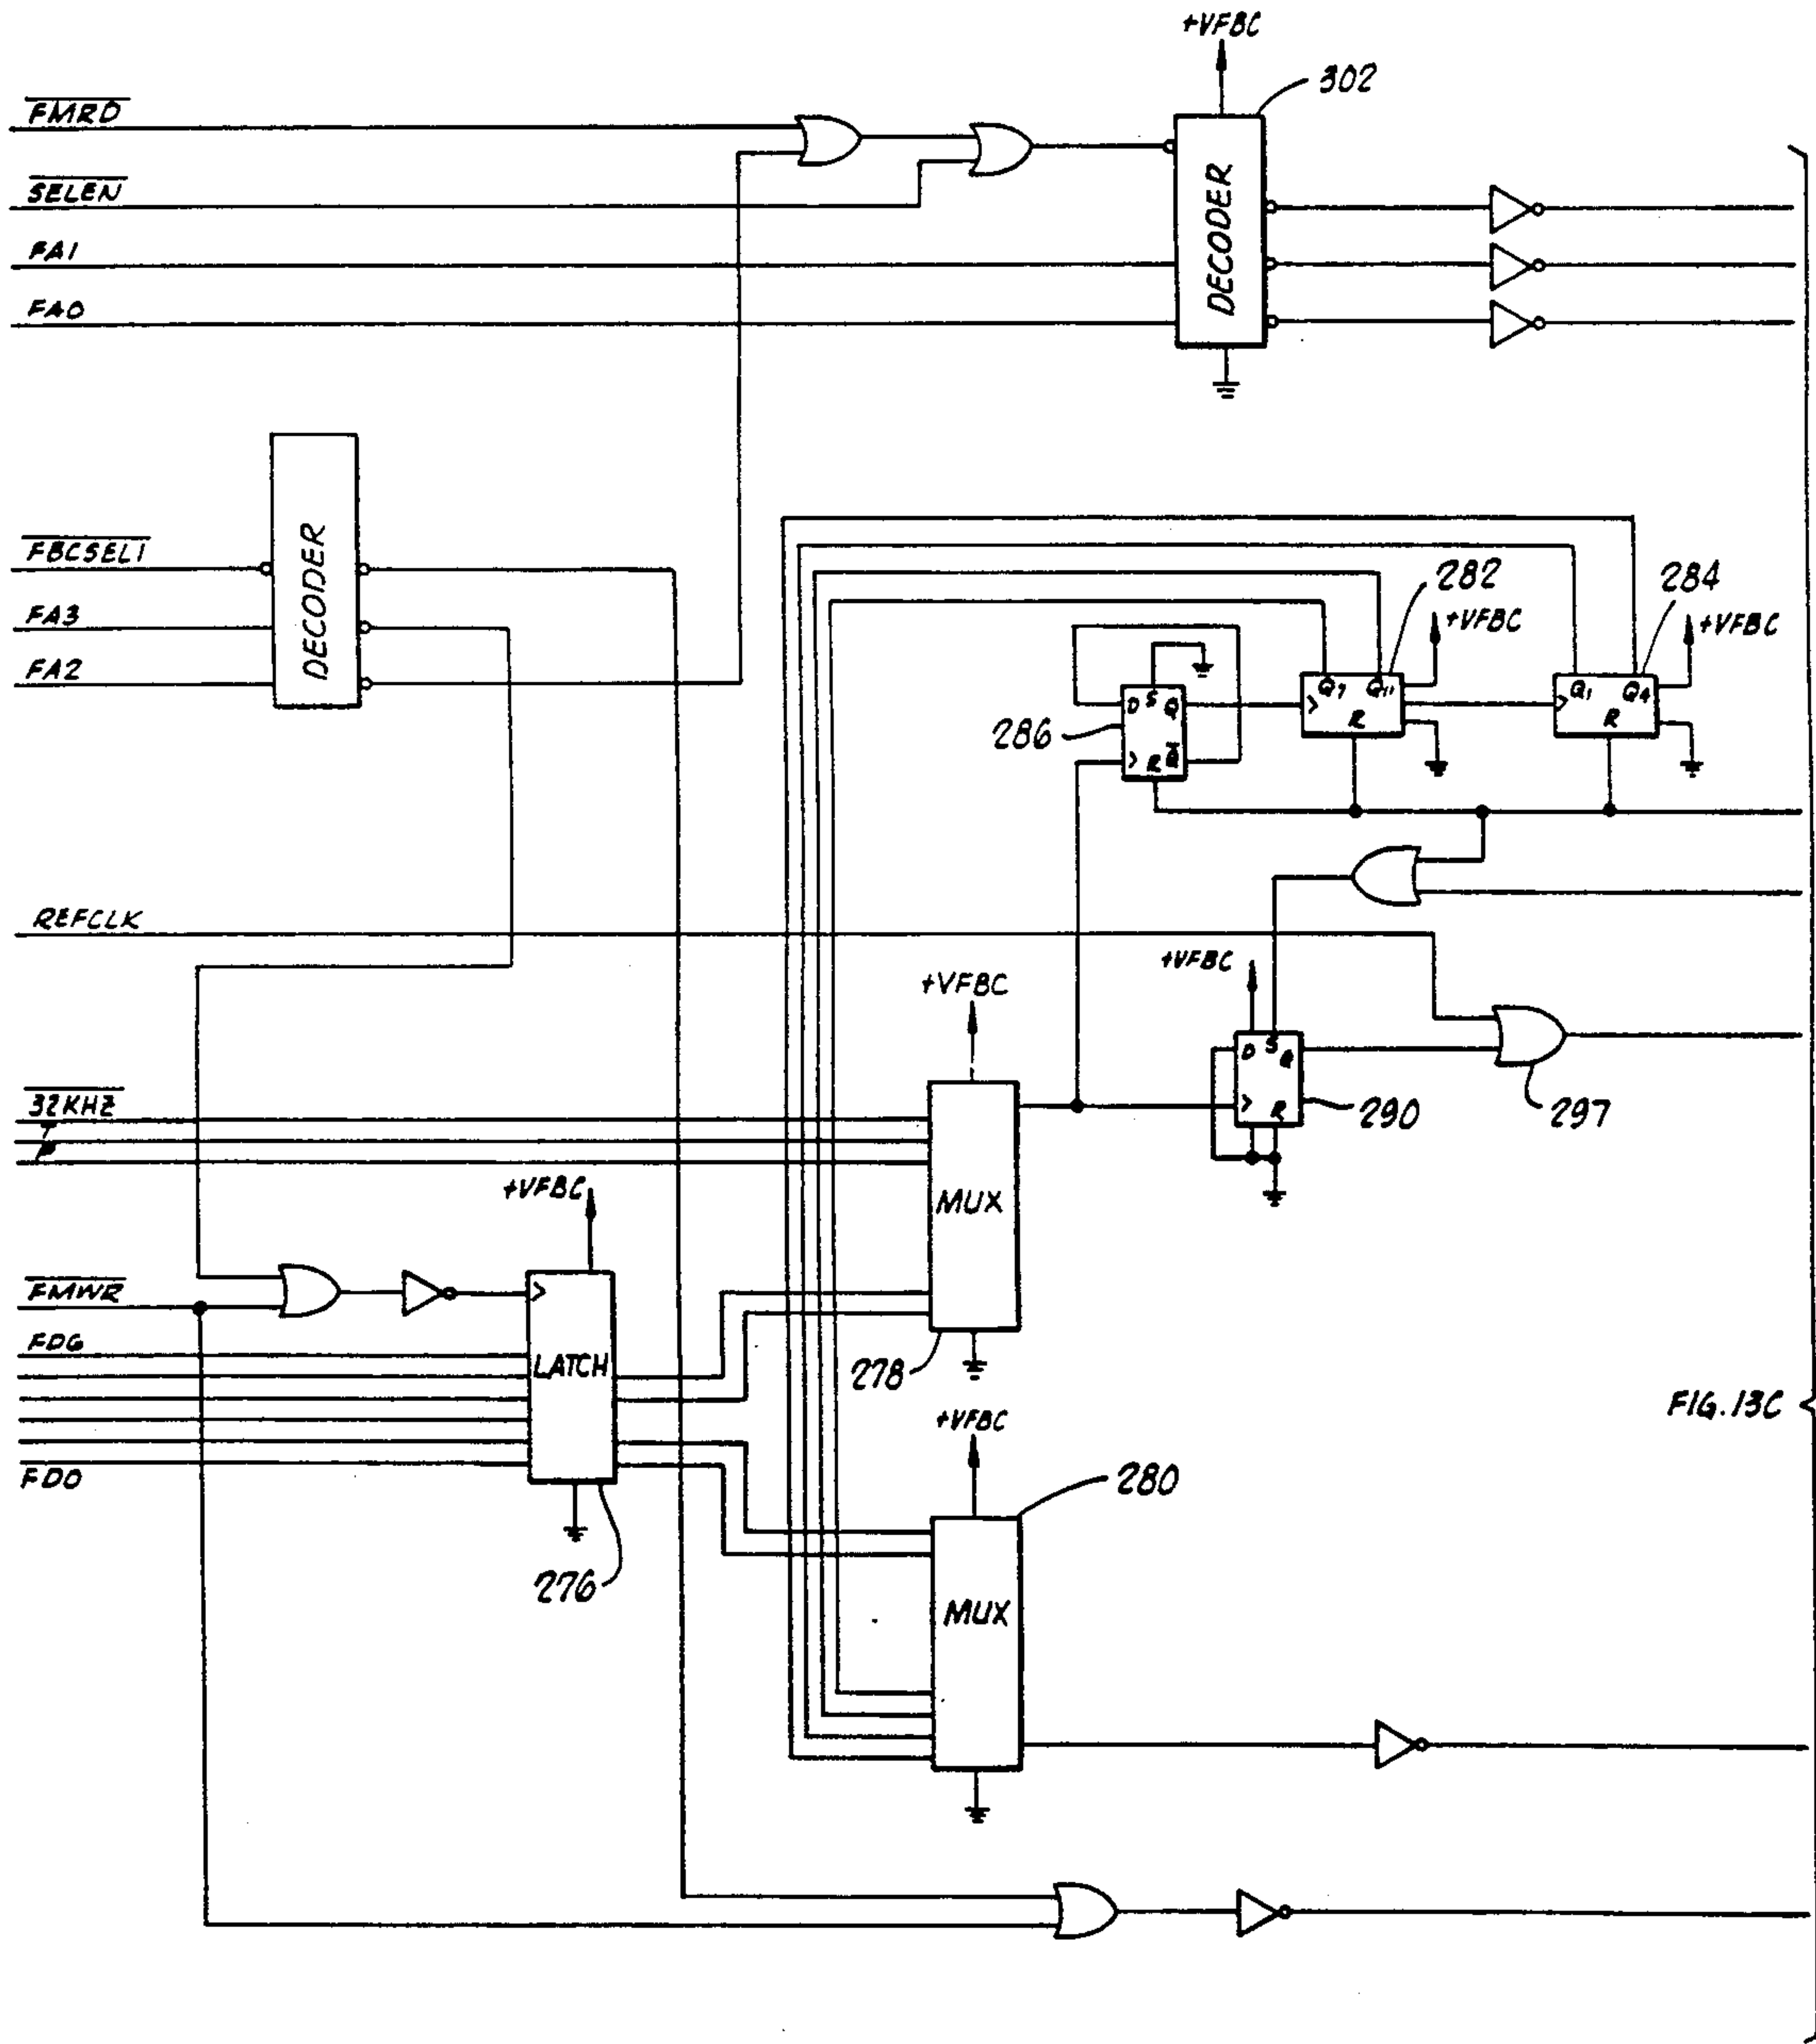 +VFBC
302
FMRD
SELEN
FA1
FA0
DECODER
FBCSEL1
FA3
FA2
DECODER
282
284
+VFBC
+VFBC
286
D S Q
R Q
Q7 Q11
R
Q1 Q4
R
REFCLK
+VFBC
+VFBC
D S Q
R
290
297
32KHZ
T
P
MUX
278
+VFBC
FMWR
FD6
LATCH
FD0
276
+VFBC
280
MUX
FIG. 13C